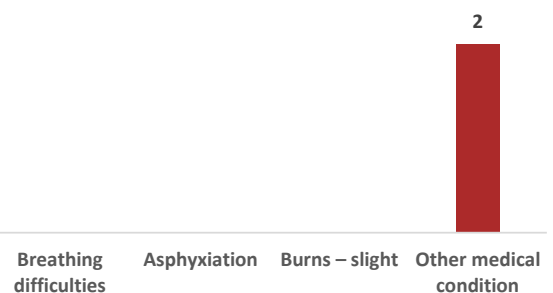 2
Breathing difficulties
Asphyxiation
Burns – slight
Other medical condition